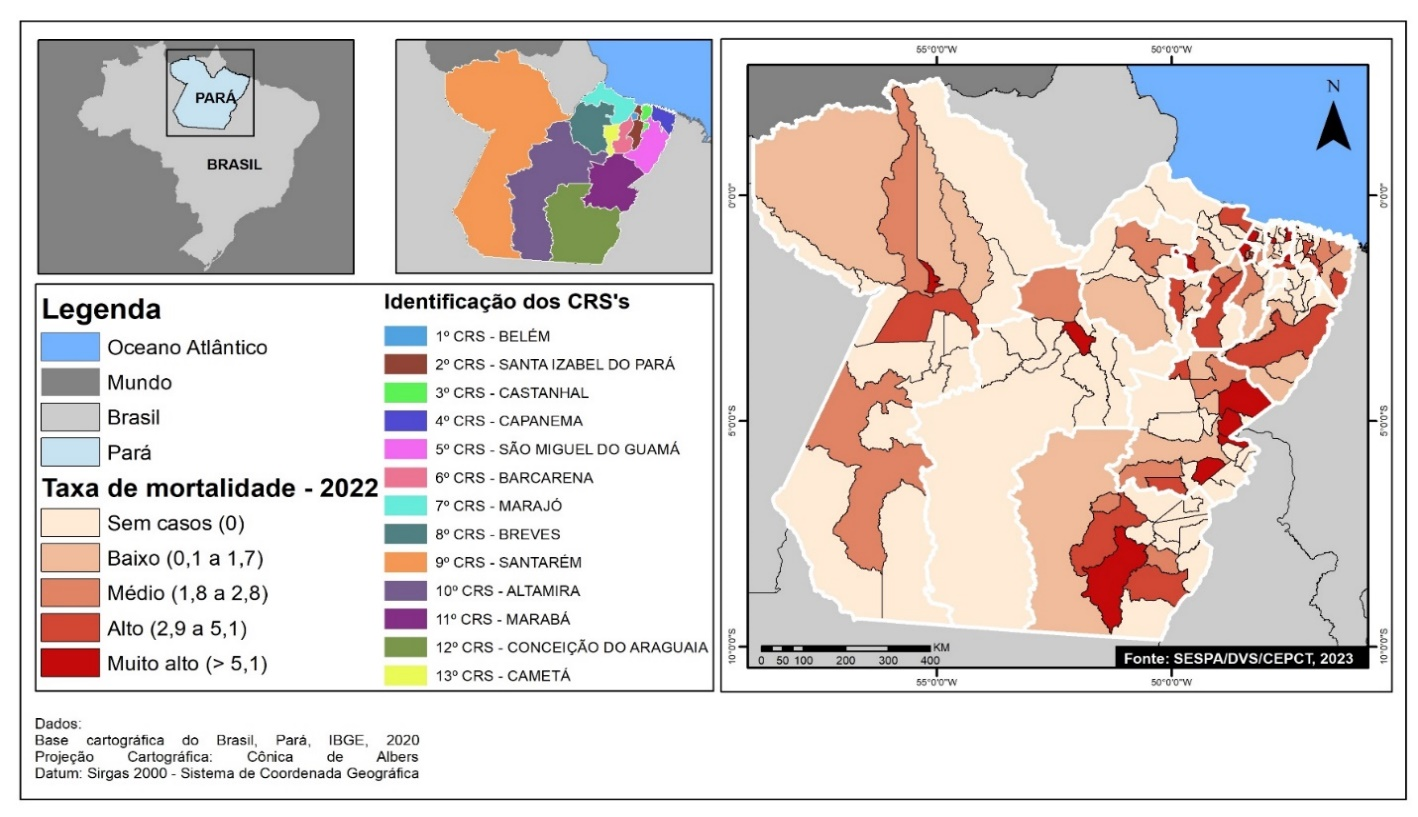 PARÁ
BRASIL
Legenda
Oceano Atlântico
Mundo
Brasil
Pará
Taxa de mortalidade - 2022
Sem casos (0)
Baixo (0,1 a 1,7)
Médio (1,8 a 2,8)
Alto (2,9 a 5,1)
Muito alto (> 5,1)
Identificação dos CRS's
1º CRS - BELÉM
2º CRS - SANTA IZABEL DO PARÁ
3º CRS - CASTANHAL
4º CRS - CAPANEMA
5º CRS - SÃO MIGUEL DO GUAMÁ
6º CRS - BARCARENA
7º CRS - MARAJÓ
8º CRS - BREVES
9º CRS - SANTARÉM
10º CRS - ALTAMIRA
11º CRS - MARABÁ
12º CRS - CONCEIÇÃO DO ARAGUAIA
13º CRS - CAMETÁ
55°0'0"W 50°0'0"W
N
0°0'0" 0°0'0"
5°0'0"S 5°0'0"S
10°0'0"S 10°0'0"S
KM
0 50 100 200 300 400
Fonte: SESPA/DVS/CEPCT, 2023
55°0'0"W 50°0'0"W
Dados:
Base cartográfica do Brasil, Pará, IBGE, 2020
Projeção Cartográfica: Cônica de Albers
Datum: Sirgas 2000 - Sistema de Coordenada Geográfica